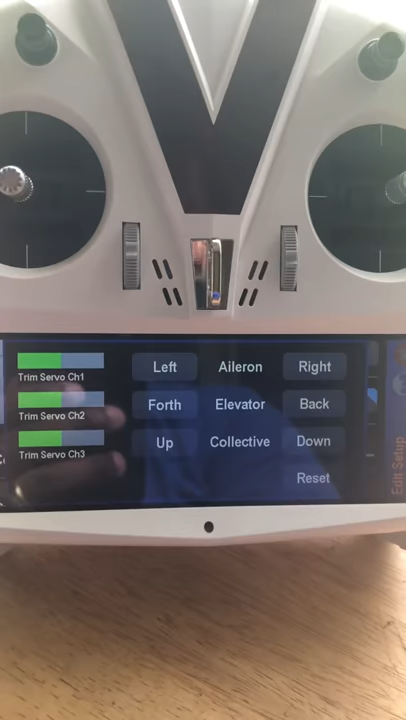 Trim Servo Ch1
Left Aileron Right
Trim Servo Ch2
Forth Elevator Back
Trim Servo Ch3
Up Collective Down
Reset
Edit Setup